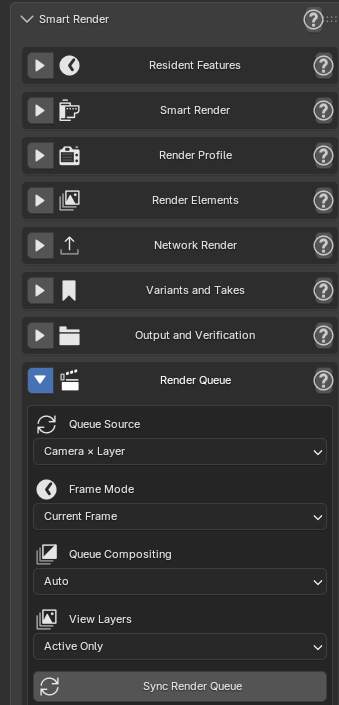 Smart Render
Resident Features
Smart Render
Render Profile
Render Elements
Network Render
Variants and Takes
Output and Verification
Render Queue
Queue Source
Camera × Layer
Frame Mode
Current Frame
Queue Compositing
Auto
View Layers
Active Only
Sync Render Queue